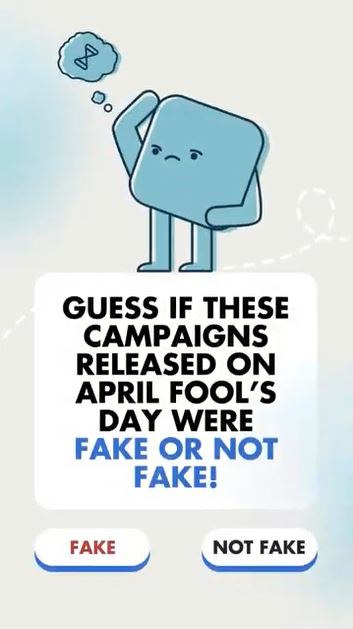 GUESS IF THESE
CAMPAIGNS
RELEASED ON
APRIL FOOL'S
DAY WERE
FAKE OR NOT
FAKE!
FAKE
NOT FAKE